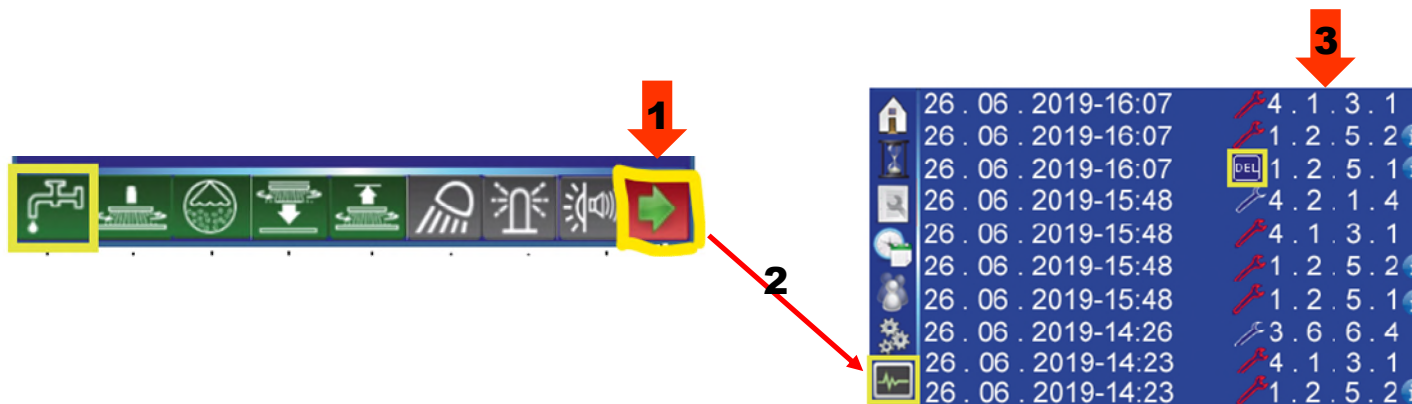 1
2
3
26 . 06 . 2019-16:07 4 . 1 . 3 . 1
26 . 06 . 2019-16:07 1 . 2 . 5 . 2
26 . 06 . 2019-16:07 DEL 1 . 2 . 5 . 1
26 . 06 . 2019-15:48 4 . 2 . 1 . 4
26 . 06 . 2019-15:48 4 . 1 . 3 . 1
26 . 06 . 2019-15:48 1 . 2 . 5 . 2
26 . 06 . 2019-15:48 1 . 2 . 5 . 1
26 . 06 . 2019-14:26 3 . 6 . 6 . 4
26 . 06 . 2019-14:23 4 . 1 . 3 . 1
26 . 06 . 2019-14:23 1 . 2 . 5 . 2